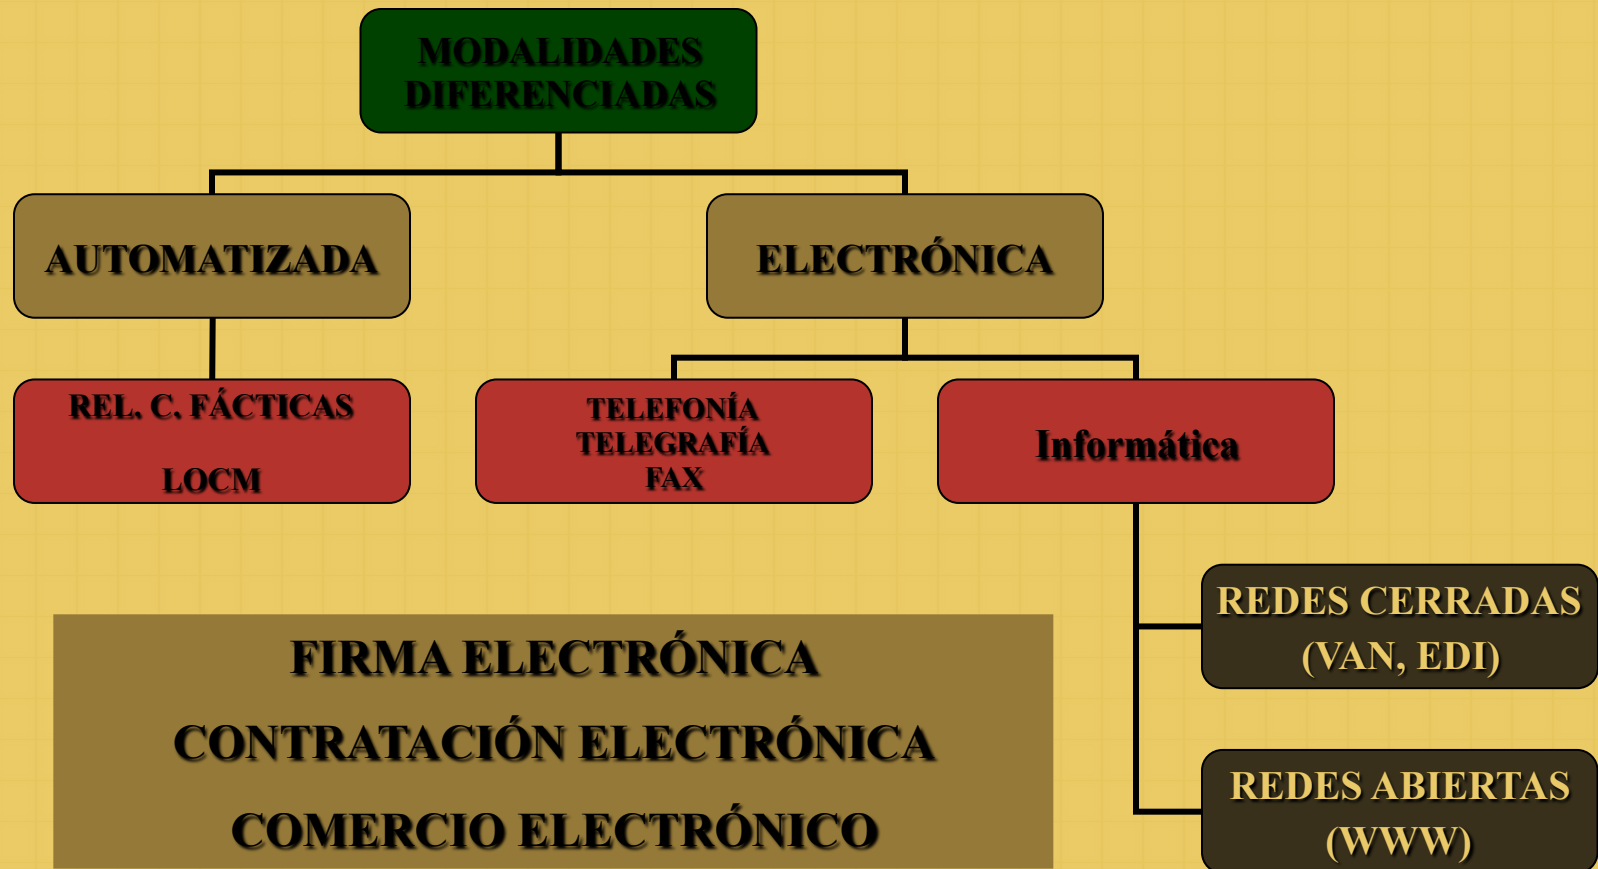 MODALIDADES
DIFERENCIADAS
AUTOMATIZADA
ELECTRÓNICA
REL. C. FÁCTICAS
LOCM
TELEFONÍA
TELEGRAFÍA
FAX
Informática
REDES CERRADAS
(VAN, EDI)
REDES ABIERTAS
(WWW)
FIRMA ELECTRÓNICA
CONTRATACIÓN ELECTRÓNICA
COMERCIO ELECTRÓNICO